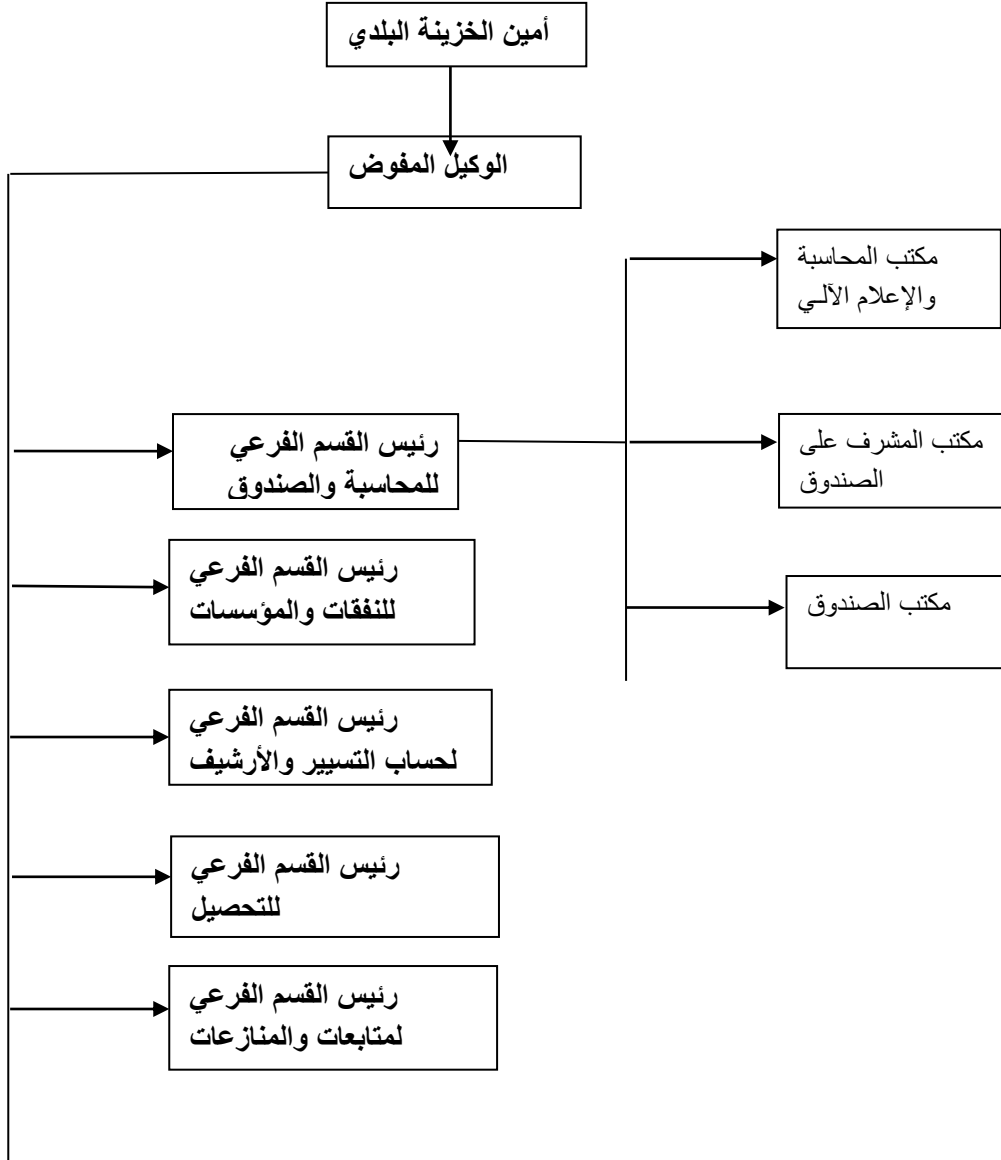 أمين الخزينة البلدي
الوكيل المفوض
مكتب المحاسبة
والإعلام الآلي
رئيس القسم الفرعي
للمحاسبة والصندوق
مكتب المشرف على
الصندوق
رئيس القسم الفرعي
للنفقات والمؤسسات
مكتب الصندوق
رئيس القسم الفرعي
لحساب التسيير والأرشيف
رئيس القسم الفرعي
للتحصيل
رئيس القسم الفرعي
لمتابعات والمنازعات